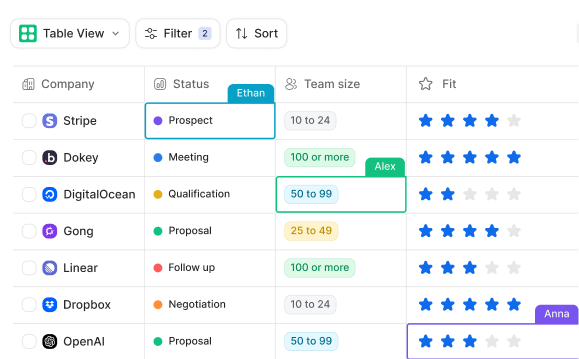 Table View Filter 2 Sort
Company Status Team size Fit
Ethan
Stripe Prospect 10 to 24
Dokey Meeting 100 or more
Alex
DigitalOcean Qualification 50 to 99
Gong Proposal 25 to 49
Linear Follow up 100 or more
Dropbox Negotiation 10 to 24
Anna
OpenAI Proposal 50 to 99